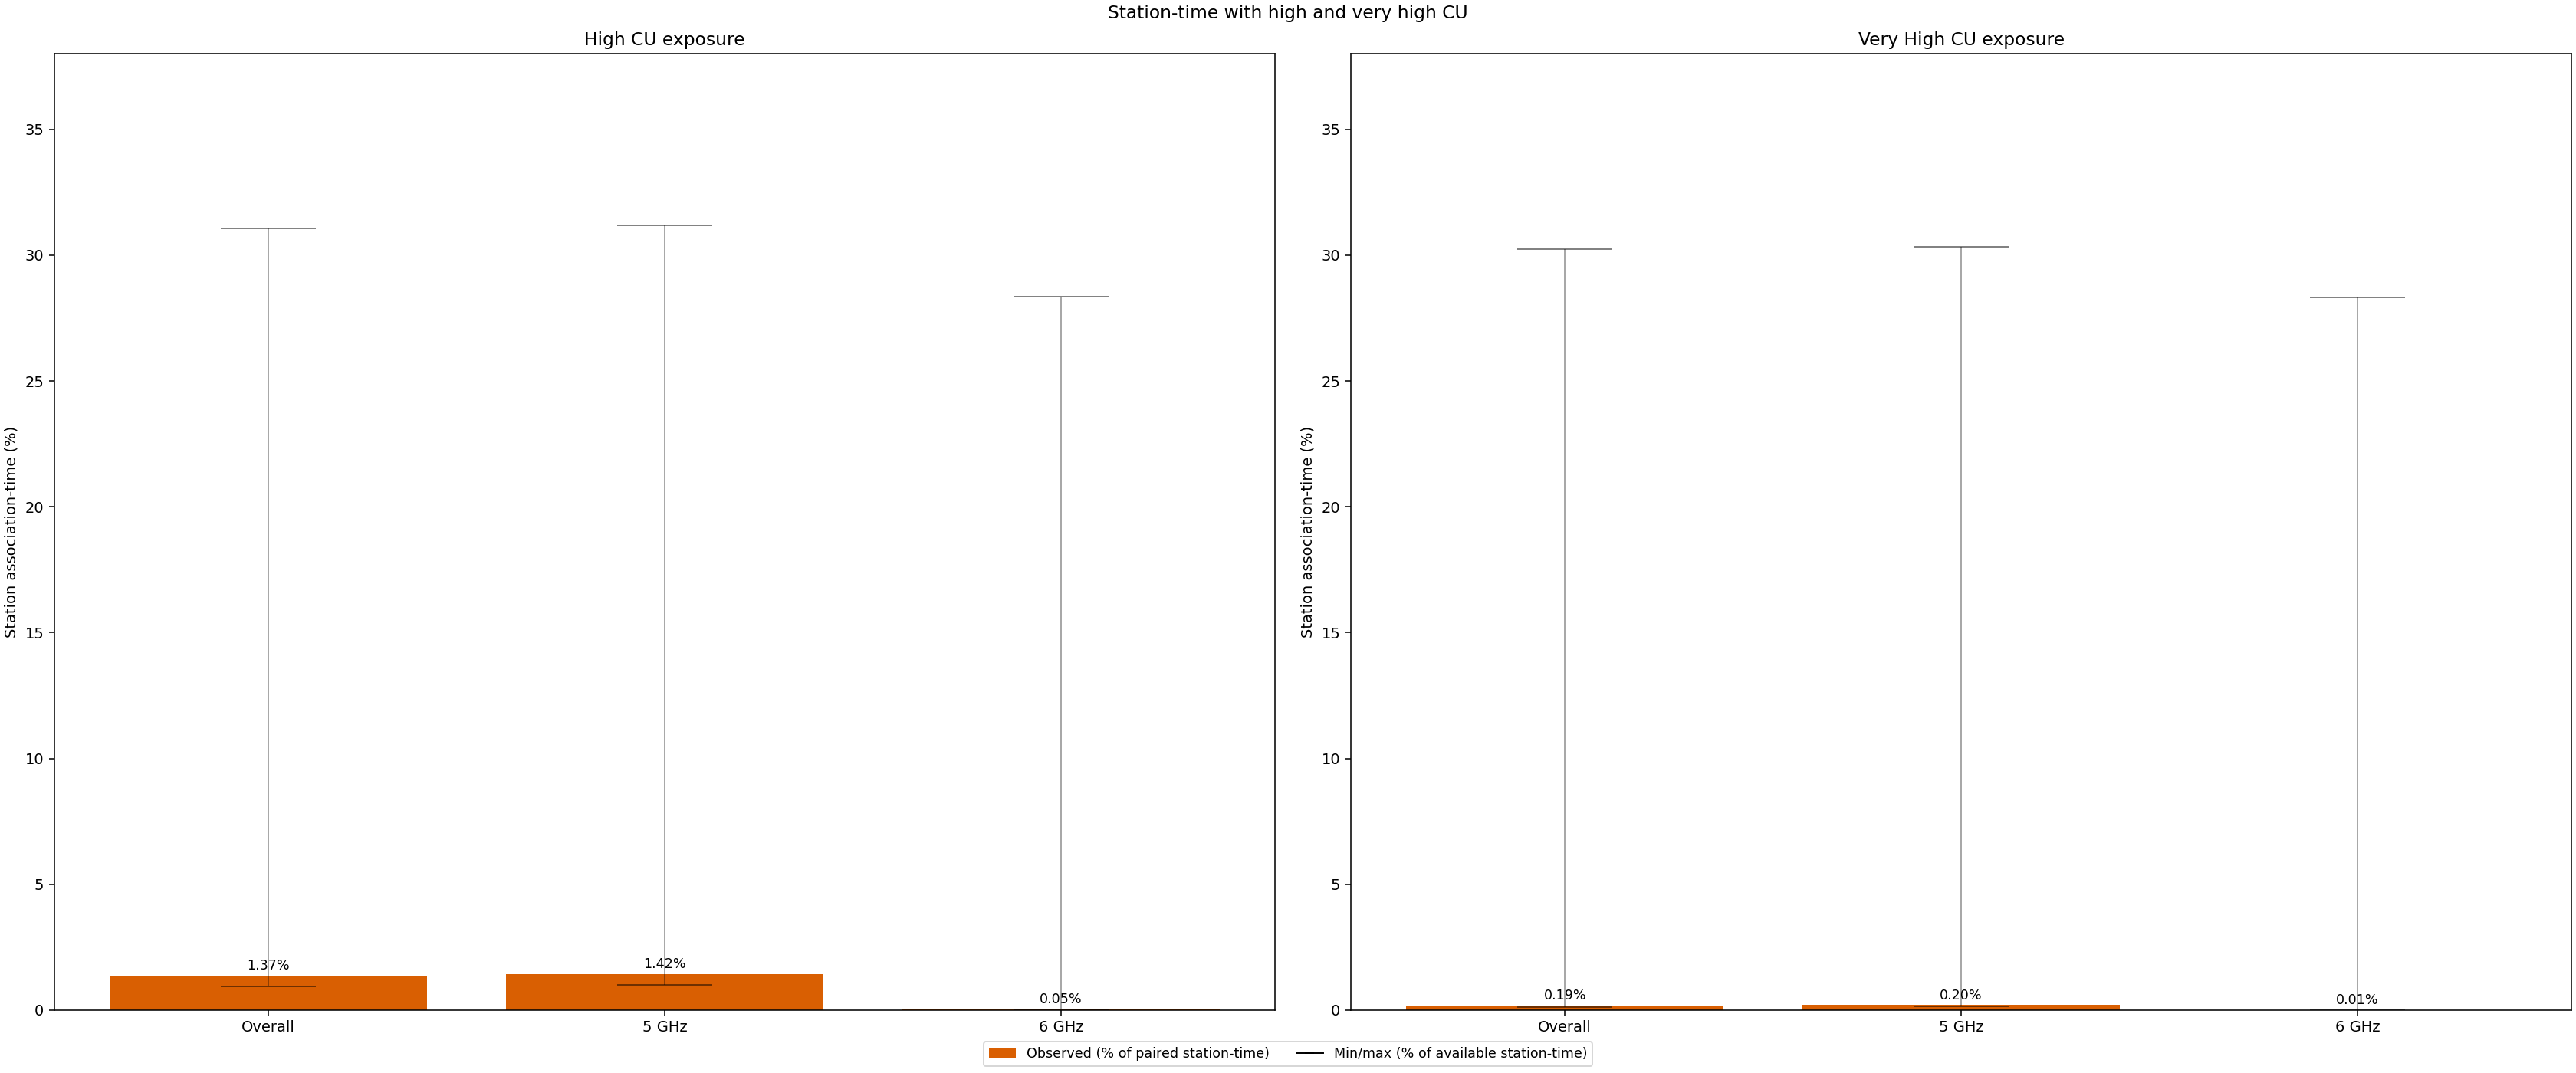 Station-time with high and very high CU
High CU exposure
Station association-time (%)
35
30
25
20
15
10
5
0
1.37%
1.42%
0.05%
Overall
5 GHz
6 GHz
Very High CU exposure
Station association-time (%)
35
30
25
20
15
10
5
0
0.19%
0.20%
0.01%
Overall
5 GHz
6 GHz
Observed (% of paired station-time)
Min/max (% of available station-time)